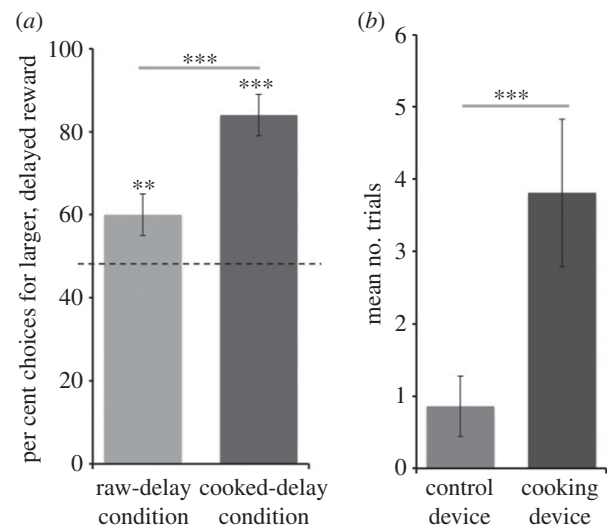 (a)
100
80
60
40
20
0
per cent choices for larger, delayed reward
***
***
**
raw-delay condition
cooked-delay condition
(b)
6
5
4
3
2
1
0
mean no. trials
***
control device
cooking device